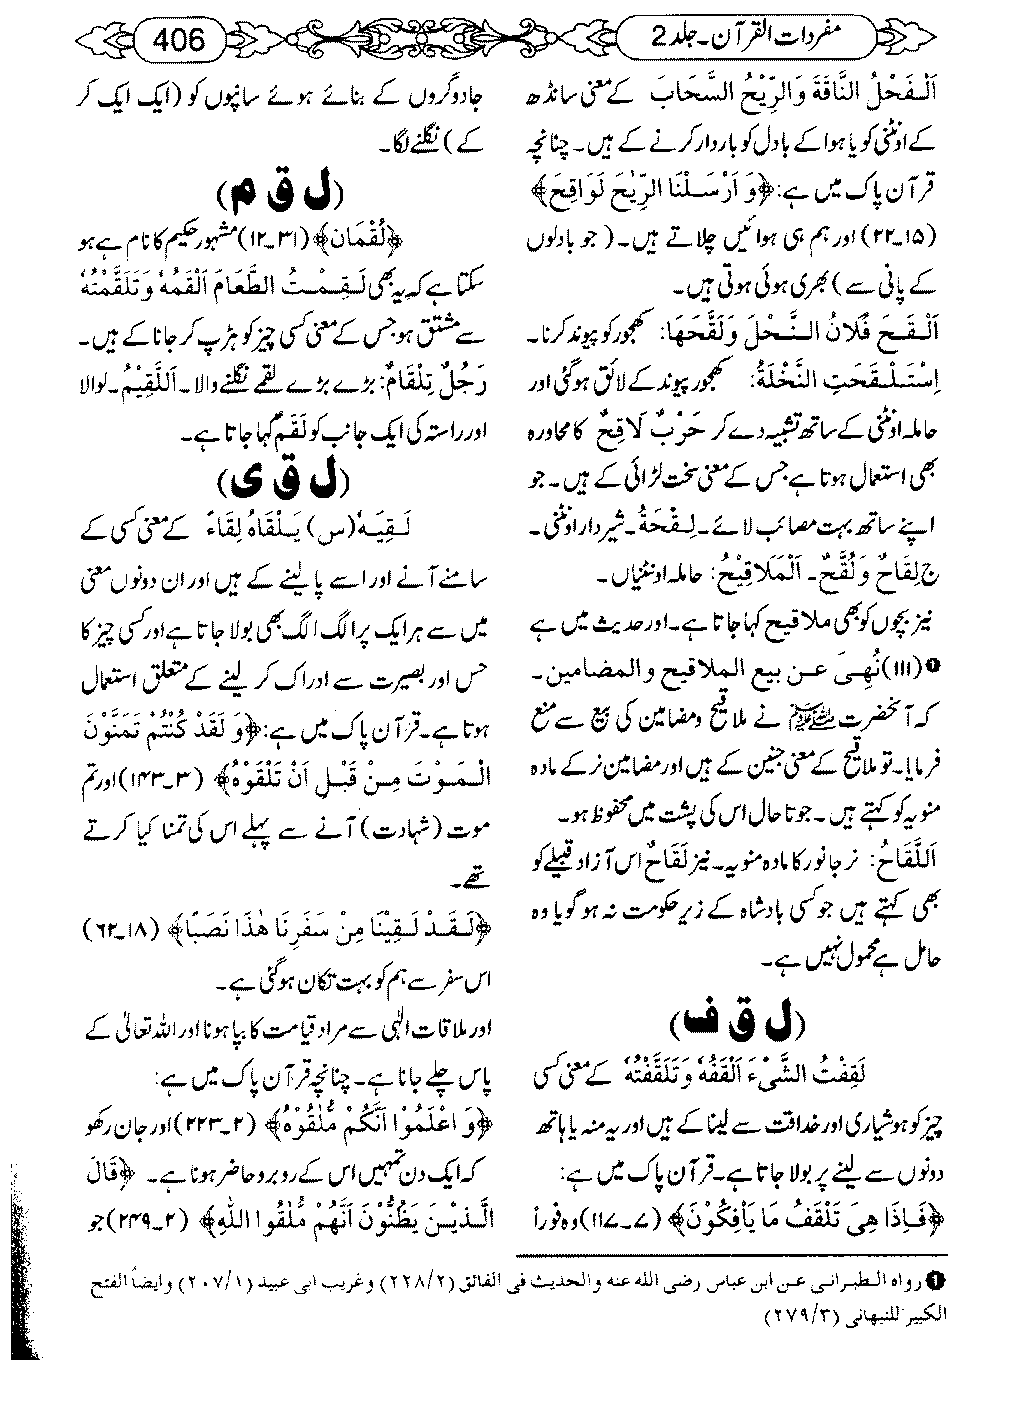 مفردات القرآن۔ جلد 2
406
اَلْفَحْلُ النَّاقَةَ وَالرِّيْحُ السَّحَابَ کے معنی سانڈھ
کے اونٹنی کو یا ہوا کے بادل کو باردار کرنے کے ہیں۔ چنانچہ
قرآن پاک میں ہے: ﴿وَ اَرْسَلْنَا الرِّيٰحَ لَوَاقِحَ﴾
(۱۵۔۲۲) اور ہم ہی ہوائیں چلاتے ہیں۔ (جو بادلوں
کے پانی سے) بھری ہوئی ہوتی ہیں۔
اَلْقَحَ فُلَانُ النَّخْلَ وَلَقَّحَهَا: کھجور کو پیوند کرنا۔
اِسْتَلْقَحَتِ النَّخْلَةُ: کھجور پیوند کے لائق ہوگئی اور
حاملہ اونٹنی کے ساتھ تشبیہ دے کر حَرْبٌ لَاقِحٌ کا محاورہ
بھی استعمال ہوتا ہے جس کے معنی سخت لڑائی کے ہیں۔ جو
اپنے ساتھ بہت مصائب لائے۔ لِقْحَةُ۔ شیردار اونٹنی۔
ج لِقَاحٌ وَ لُقَّحٌ۔ اَلْمَلَاقِيْحُ: حاملہ اونٹنیاں۔
نیز بچوں کو بھی ملاقیح کہا جاتا ہے۔ اور حدیث میں ہے
❶ (۱۱۱) نُهِیَ عن بیع الملاقیح و المضامین۔
کہ آنحضرت ﷺ نے ملاقیح و مضامین کی بیع سے منع
فرمایا۔ تو ملاقیح کے معنی جنین کے ہیں اور مضامین نر کے مادہ
منویہ کو کہتے ہیں۔ جو تا حال اس کی پشت میں محفوظ ہو۔
اَللَّقَاحُ: نر جانور کا مادہ منویہ۔ نیز لَقَاحٌ اس آزاد قبیلے کو
بھی کہتے ہیں جو کسی بادشاہ کے زیر حکومت نہ ہو گویا وہ
حامل ہے محمول نہیں ہے۔
(ل ق ف)
لَقِفْتُ الشَّیْءَ اَلْقَفُهٗ وَ تَلَقَّفْتُهٗ کے معنی کسی
چیز کو ہوشیاری اور حذاقت سے لینا کے ہیں اور یہ منہ یا ہاتھ
دونوں سے لینے پر بولا جاتا ہے۔ قرآن پاک میں ہے:
﴿فَاِذَا هِیَ تَلْقَفُ مَا يَاْفِكُوْنَ﴾ (۷۔۱۱۷) وہ فوراً
جادوگروں کے بنائے ہوئے سانپوں کو (ایک ایک کر
کے) نگلنے لگا۔
(ل ق م)
﴿لُقْمَان﴾ (۳۱۔۱۲) مشہور حکیم کا نام ہے ہو
سکتا ہے کہ یہ بھی لَقِمْتُ الطَّعَامَ اَلْقَمُهٗ وَ تَلَقَّمْتُهٗ
سے مشتق ہو جس کے معنی کسی چیز کو ہڑپ کر جانا کے ہیں۔
رَجُلٌ تِلْقَامٌ: بڑے بڑے لقمے نگلنے والا۔ اَللَّقِيْمُ۔ نوالا
اور راستہ کی ایک جانب کو لَقَمٌ کہا جاتا ہے۔
(ل ق ی)
لَقِيَهٗ (س) يَلْقَاهُ لِقَاءً کے معنی کسی کے
سامنے آنے اور اسے پا لینے کے ہیں اور ان دونوں معنی
میں سے ہر ایک پر الگ الگ بھی بولا جاتا ہے اور کسی چیز کا
حس اور بصیرت سے ادراک کر لینے کے متعلق استعمال
ہوتا ہے۔ قرآن پاک میں ہے: ﴿وَ لَقَدْ كُنْتُمْ تَمَنَّوْنَ
الْمَوْتَ مِنْ قَبْلِ اَنْ تَلْقَوْهُ﴾ (۳۔۱۴۳) اور تم
موت (شہادت) آنے سے پہلے اس کی تمنا کیا کرتے
تھے۔
﴿لَقَدْ لَقِيْنَا مِنْ سَفَرِنَا هٰذَا نَصَبًا﴾ (۱۸۔۶۲)
اس سفر سے ہم کو بہت تکان ہوگئی ہے۔
اور ملاقات الٰہی سے مراد قیامت کا بپا ہونا اور اللہ تعالٰی کے
پاس چلے جانا ہے۔ چنانچہ قرآن پاک میں ہے:
﴿وَ اعْلَمُوْا اَنَّكُمْ مُّلٰقُوْهُ﴾ (۲۔۲۲۳) اور جان رکھو
کہ ایک دن تمہیں اس کے روبرو حاضر ہونا ہے۔ ﴿قَالَ
الَّذِيْنَ يَظُنُّوْنَ اَنَّهُمْ مُّلٰقُوا اللّٰهِ﴾ (۲۔۲۴۹) جو
❶ رواه الطبرانی عن ابن عباس رضی الله عنه والحدیث فی الفائق (۲/۲۲۸) و غریب ابی عبید (۱/۲۰۷) وایضاً الفتح
الکبیر للنبهانی (۳/۲۷۹)